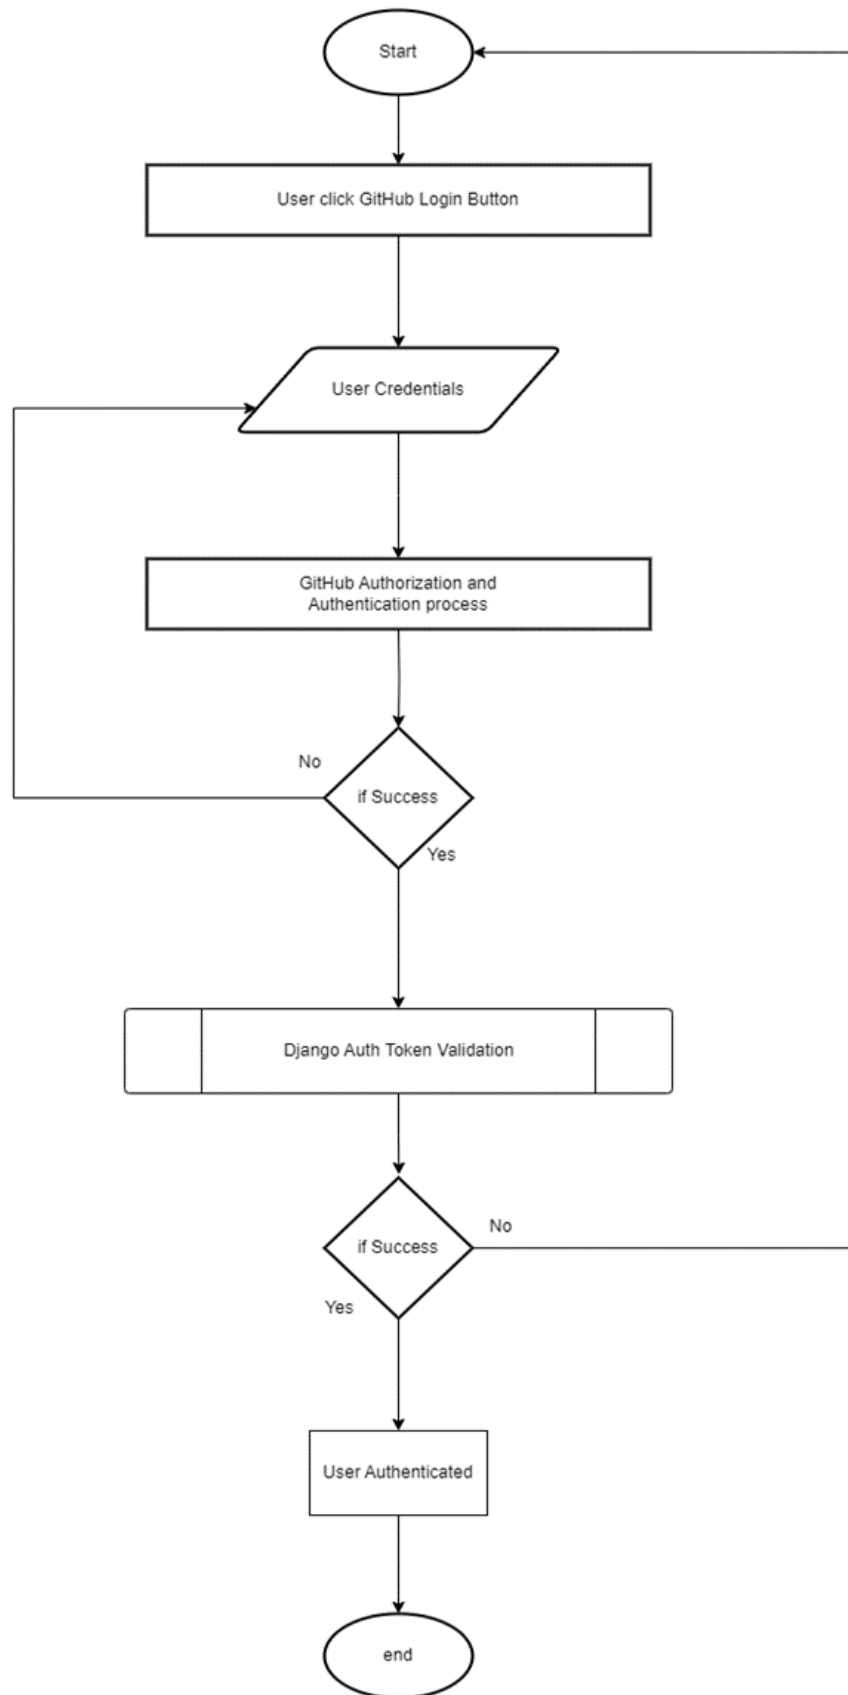 Start
User click GitHub Login Button
User Credentials
GitHub Authorization and
Authentication process
No
if Success
Yes
Django Auth Token Validation
No
if Success
Yes
User Authenticated
end